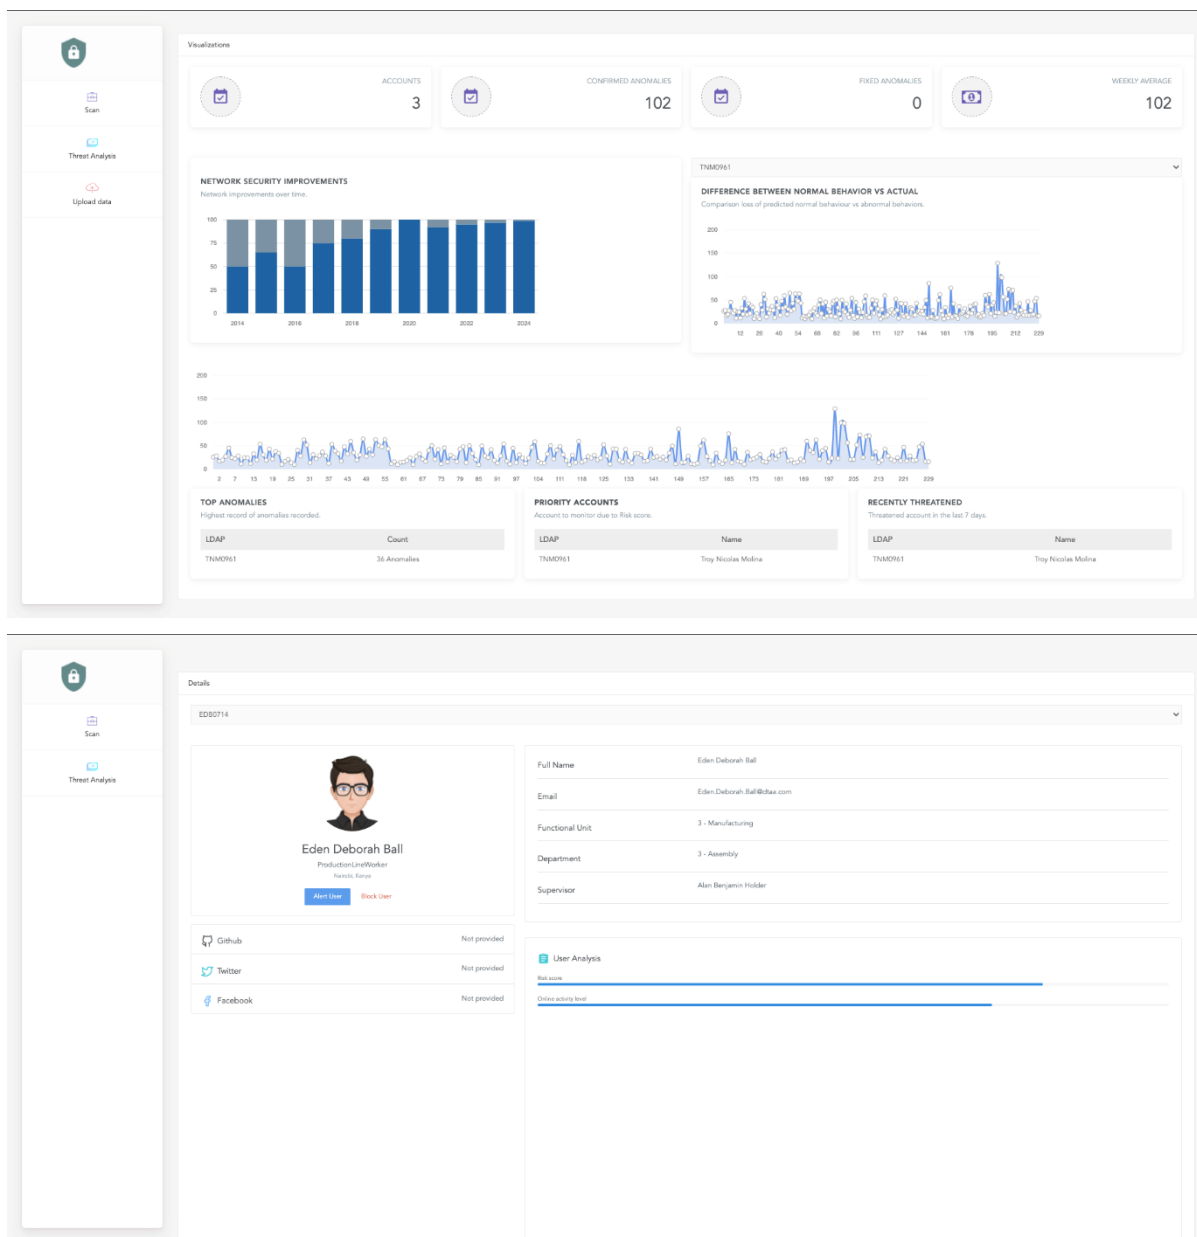 Visualizations
Scan
Threat Analysis
Upload data
ACCOUNTS
3
CONFIRMED ANOMALIES
102
FIXED ANOMALIES
0
WEEKLY AVERAGE
102
NETWORK SECURITY IMPROVEMENTS
Network improvements over time.
100
75
50
25
0
2014 2016 2018 2020 2022 2024
TNM0961
DIFFERENCE BETWEEN NORMAL BEHAVIOR VS ACTUAL
Comparison loss of predicted normal behaviour vs abnormal behaviors.
200
150
100
50
0
12 26 40 54 68 82 96 111 127 144 161 178 195 212 229
200
150
100
50
0
2 7 13 19 25 31 37 43 49 55 61 67 73 79 85 91 97 104 111 118 125 133 141 149 157 165 173 181 189 197 205 213 221 229
TOP ANOMALIES
Highest record of anomalies recorded.
LDAP Count
TNM0961 36 Anomalies
PRIORITY ACCOUNTS
Account to monitor due to Risk score.
LDAP Name
TNM0961 Troy Nicolas Molina
RECENTLY THREATENED
Threatened account in the last 7 days.
LDAP Name
TNM0961 Troy Nicolas Molina
Details
Scan
Threat Analysis
EDB0714
Eden Deborah Ball
ProductionLineWorker
Nairobi, Kenya
Alert User Block User
Github Not provided
Twitter Not provided
Facebook Not provided
Full Name Eden Deborah Ball
Email Eden.Deborah.Ball@dtaa.com
Functional Unit 3 - Manufacturing
Department 3 - Assembly
Supervisor Alan Benjamin Holder
User Analysis
Risk score
Online activity level